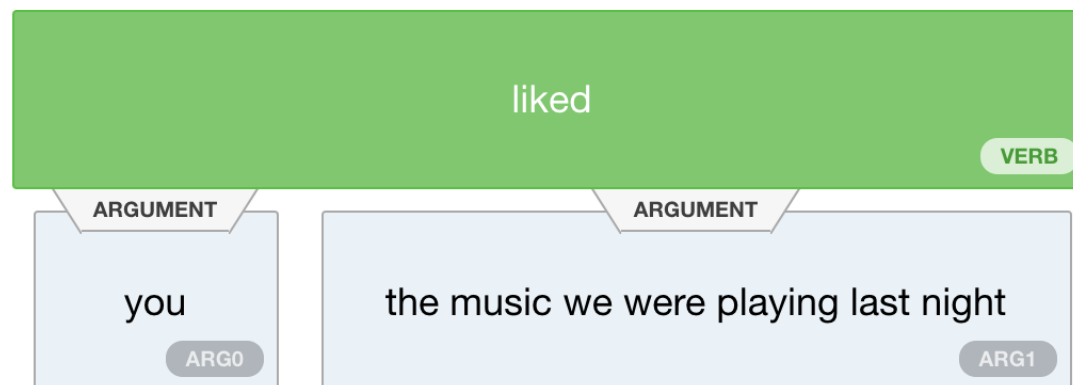 liked
VERB
ARGUMENT ARGUMENT
you the music we were playing last night
ARG0 ARG1